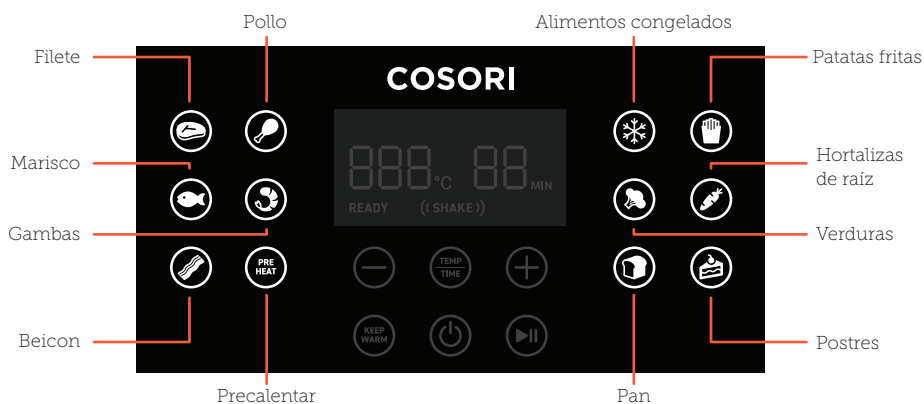 Pollo
Alimentos congelados
Filete
Patatas fritas
COSORI
Marisco
Hortalizas
de raíz
888 °C 88 MIN
READY ((SHAKE))
Gambas
Verduras
PRE
HEAT
TEMP
TIME
Beicon
KEEP
WARM
Postres
Precalentar
Pan